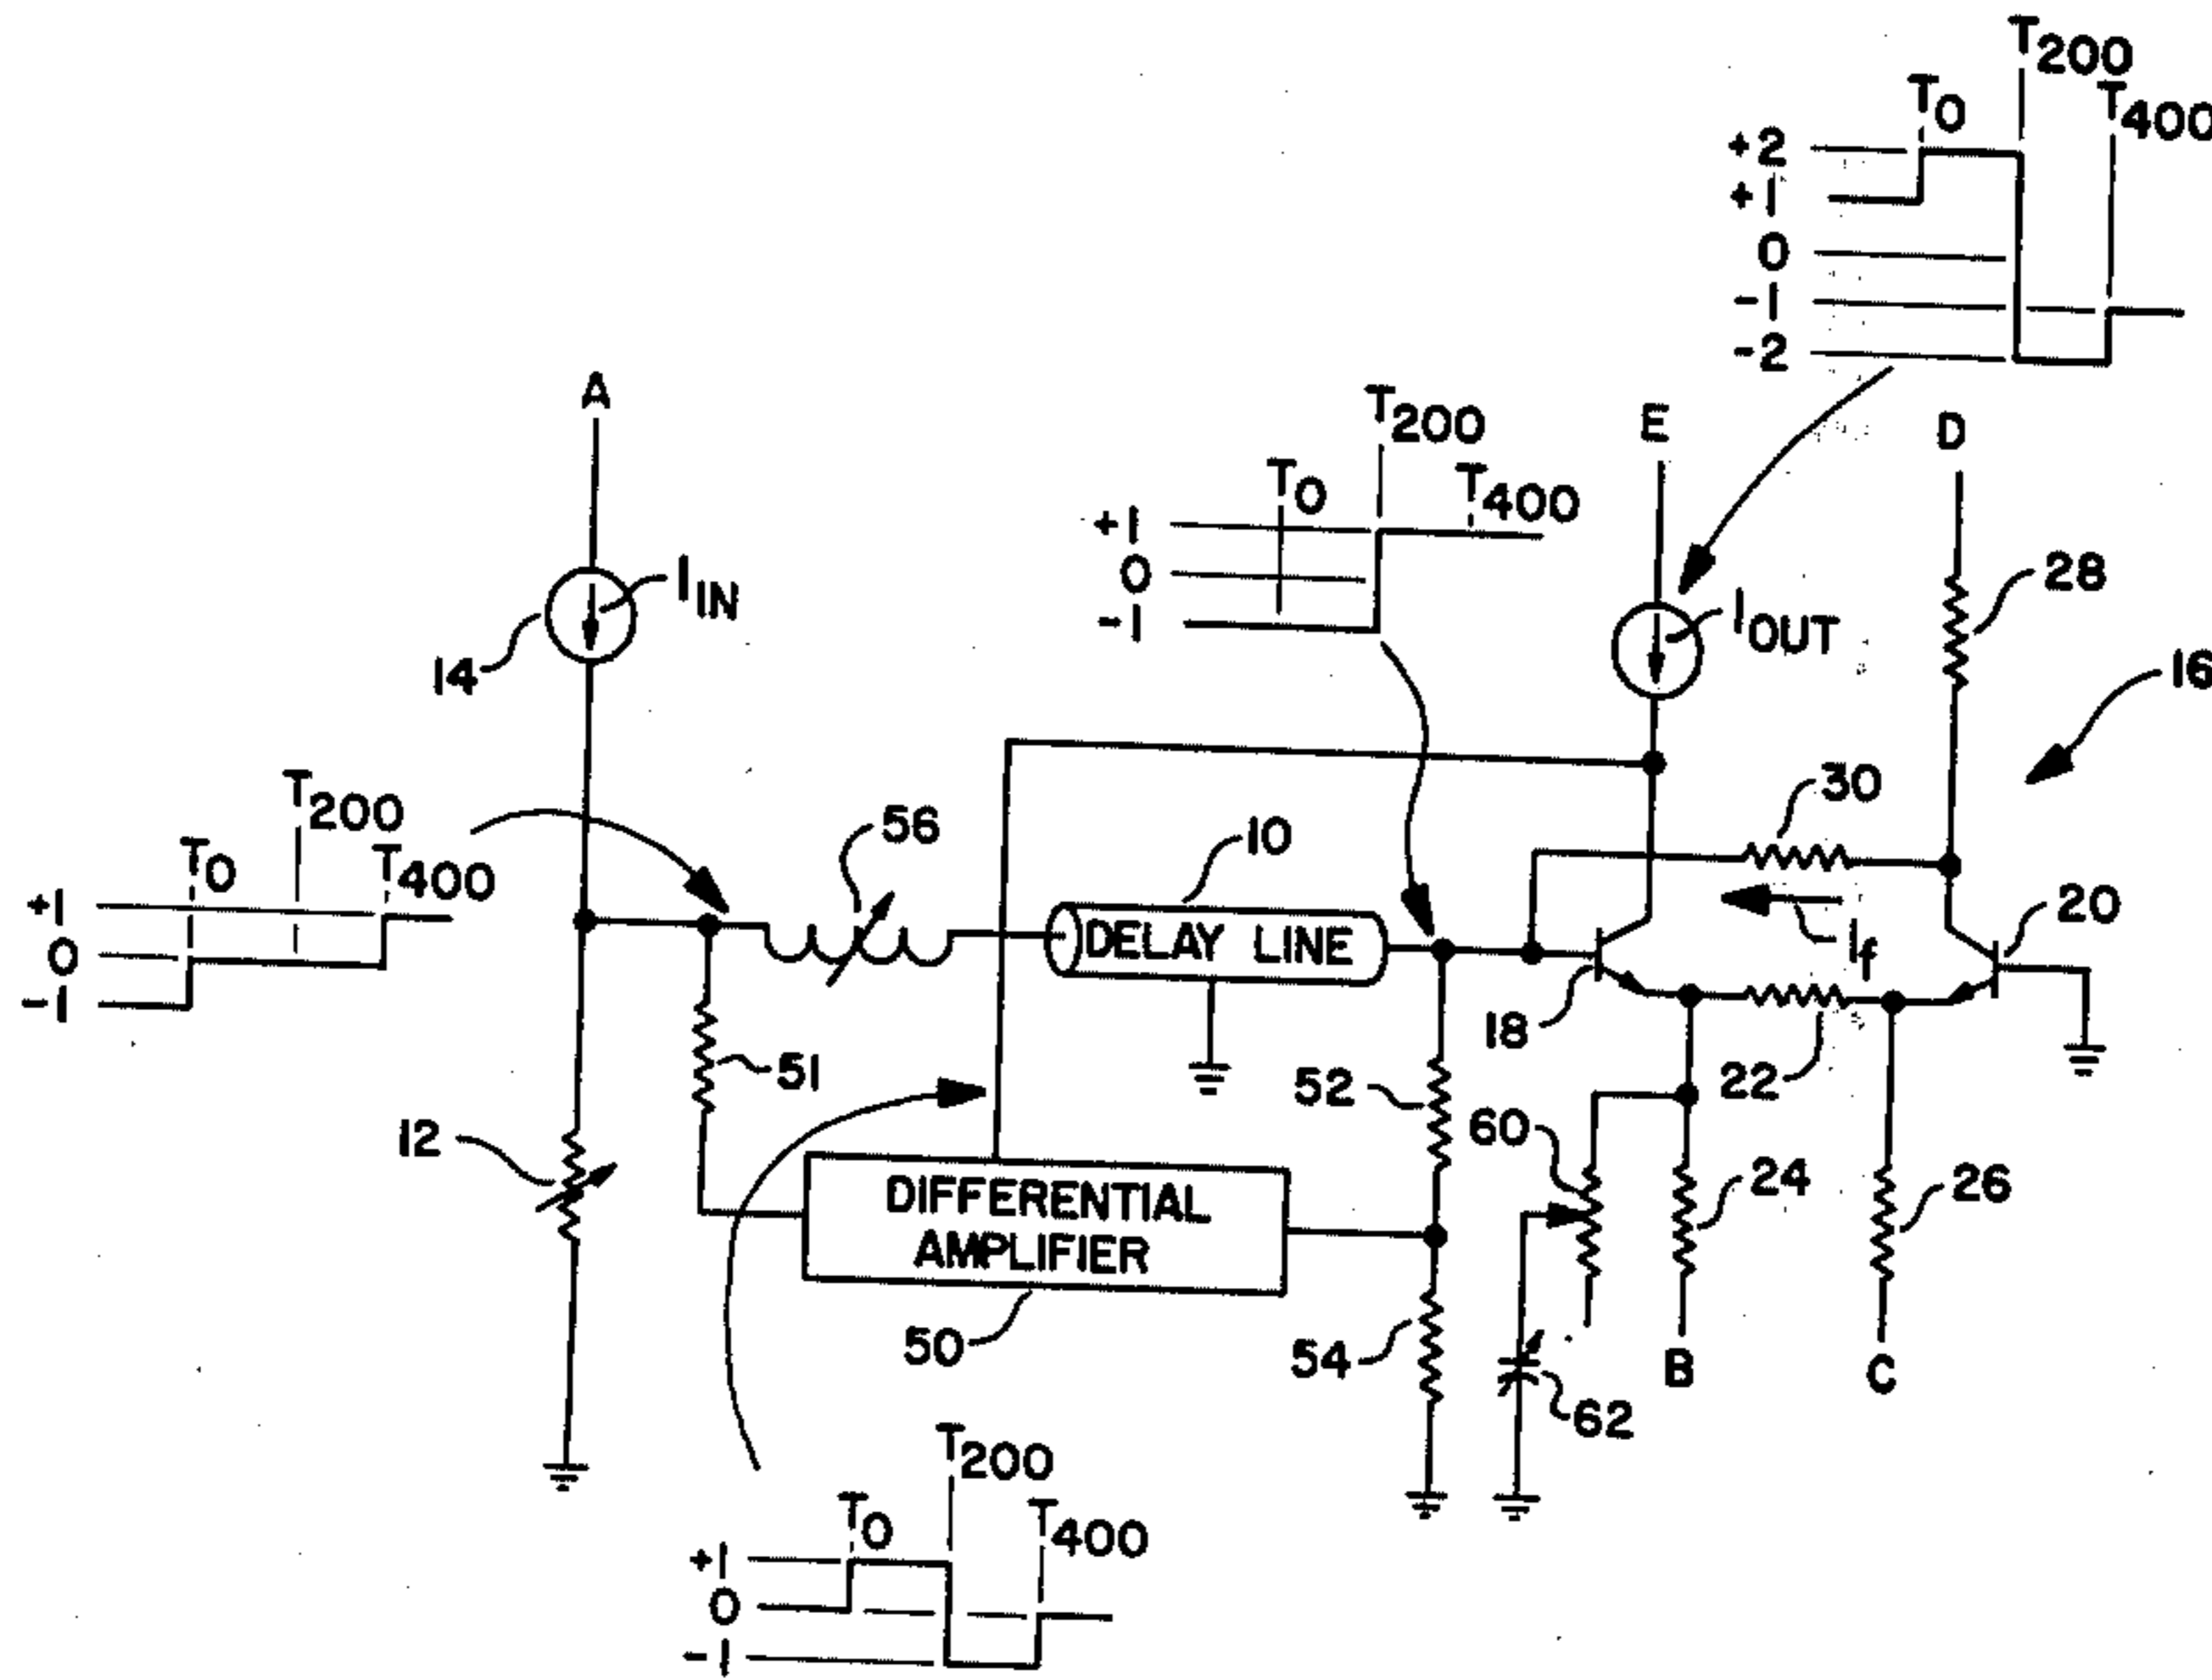 T200
T0
T400
+2
+1
0
-1
-2
A
T200
T0
T400
+1
0
-1
E
D
IIN
14
IOUT
28
16
T200
T0
T400
+1
0
-1
56
10
DELAY LINE
30
If
20
18
22
51
52
60
12
24
26
DIFFERENTIAL
AMPLIFIER
50
54
62
B
C
T200
T0
T400
+1
0
-1